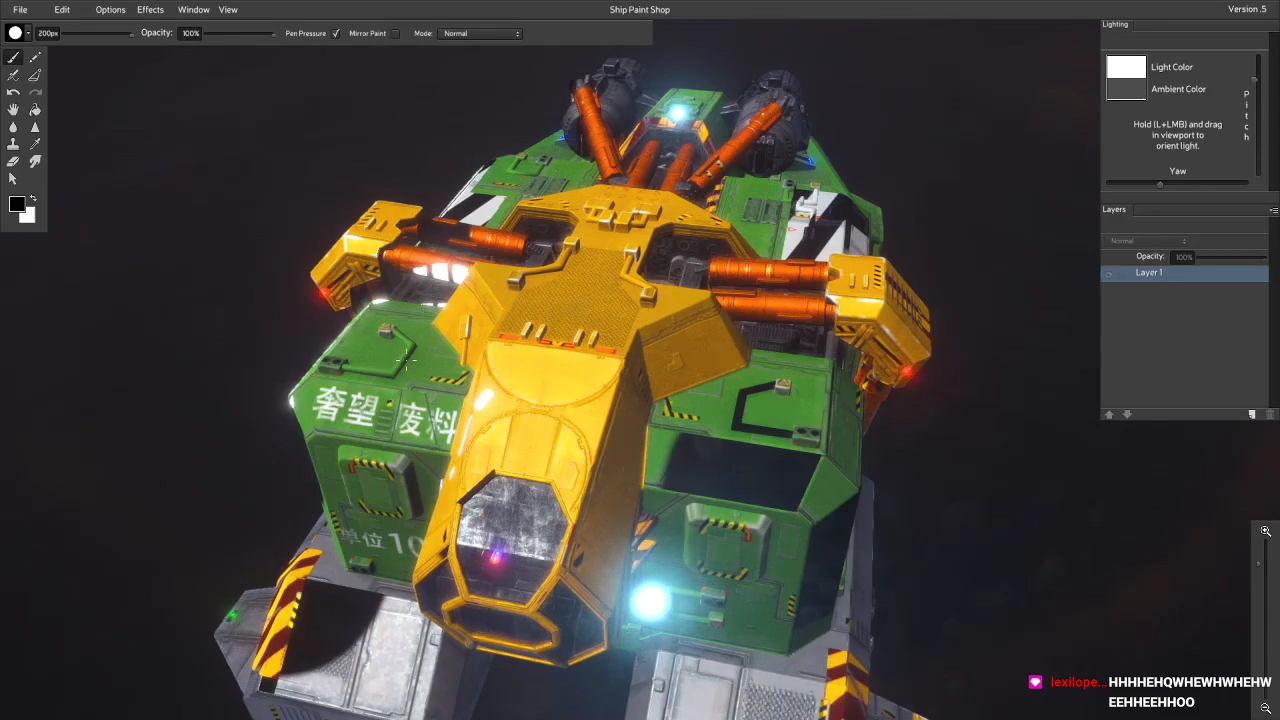 File Edit Options Effects Window View Ship Paint Shop Version .5
200px Opacity: 100% Pen Pressure Mirror Paint Mode: Normal
Lighting
Light Color
Ambient Color
Hold (L+LMB) and drag
in viewport to
orient light.
Pitch
Yaw
Layers
Normal
Opacity: 100%
Layer 1
奢望 废料
单位 10
lexilope... HHHHEHQWHEWHWHEHW
EEHHEEHHOO